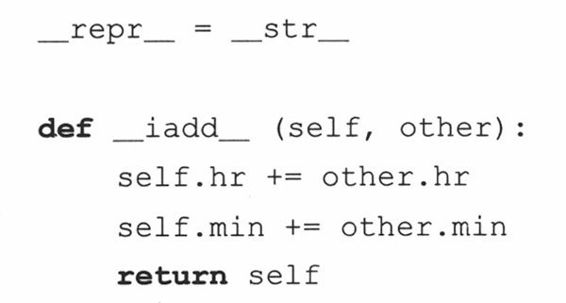 __repr__ = __str__
def __iadd__ (self, other):
self.hr += other.hr
self.min += other.min
return self